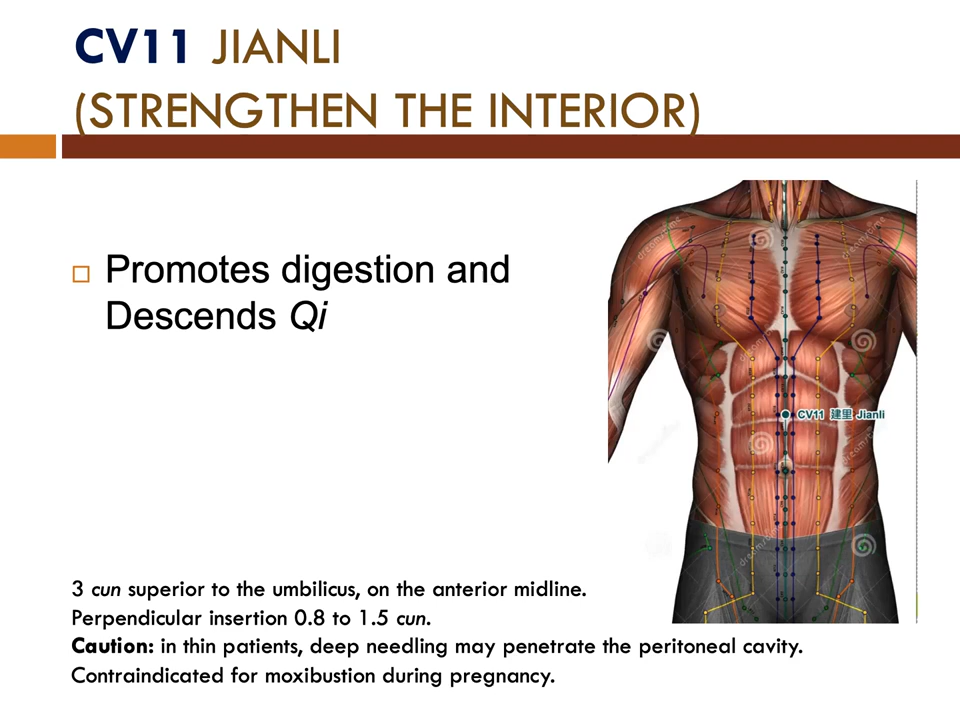 CV11 JIANLI
(STRENGTHEN THE INTERIOR)
Promotes digestion and
Descends Qi
CV11 建里 Jianli
dreamstime
3 cun superior to the umbilicus, on the anterior midline.
Perpendicular insertion 0.8 to 1.5 cun.
Caution: in thin patients, deep needling may penetrate the peritoneal cavity.
Contraindicated for moxibustion during pregnancy.